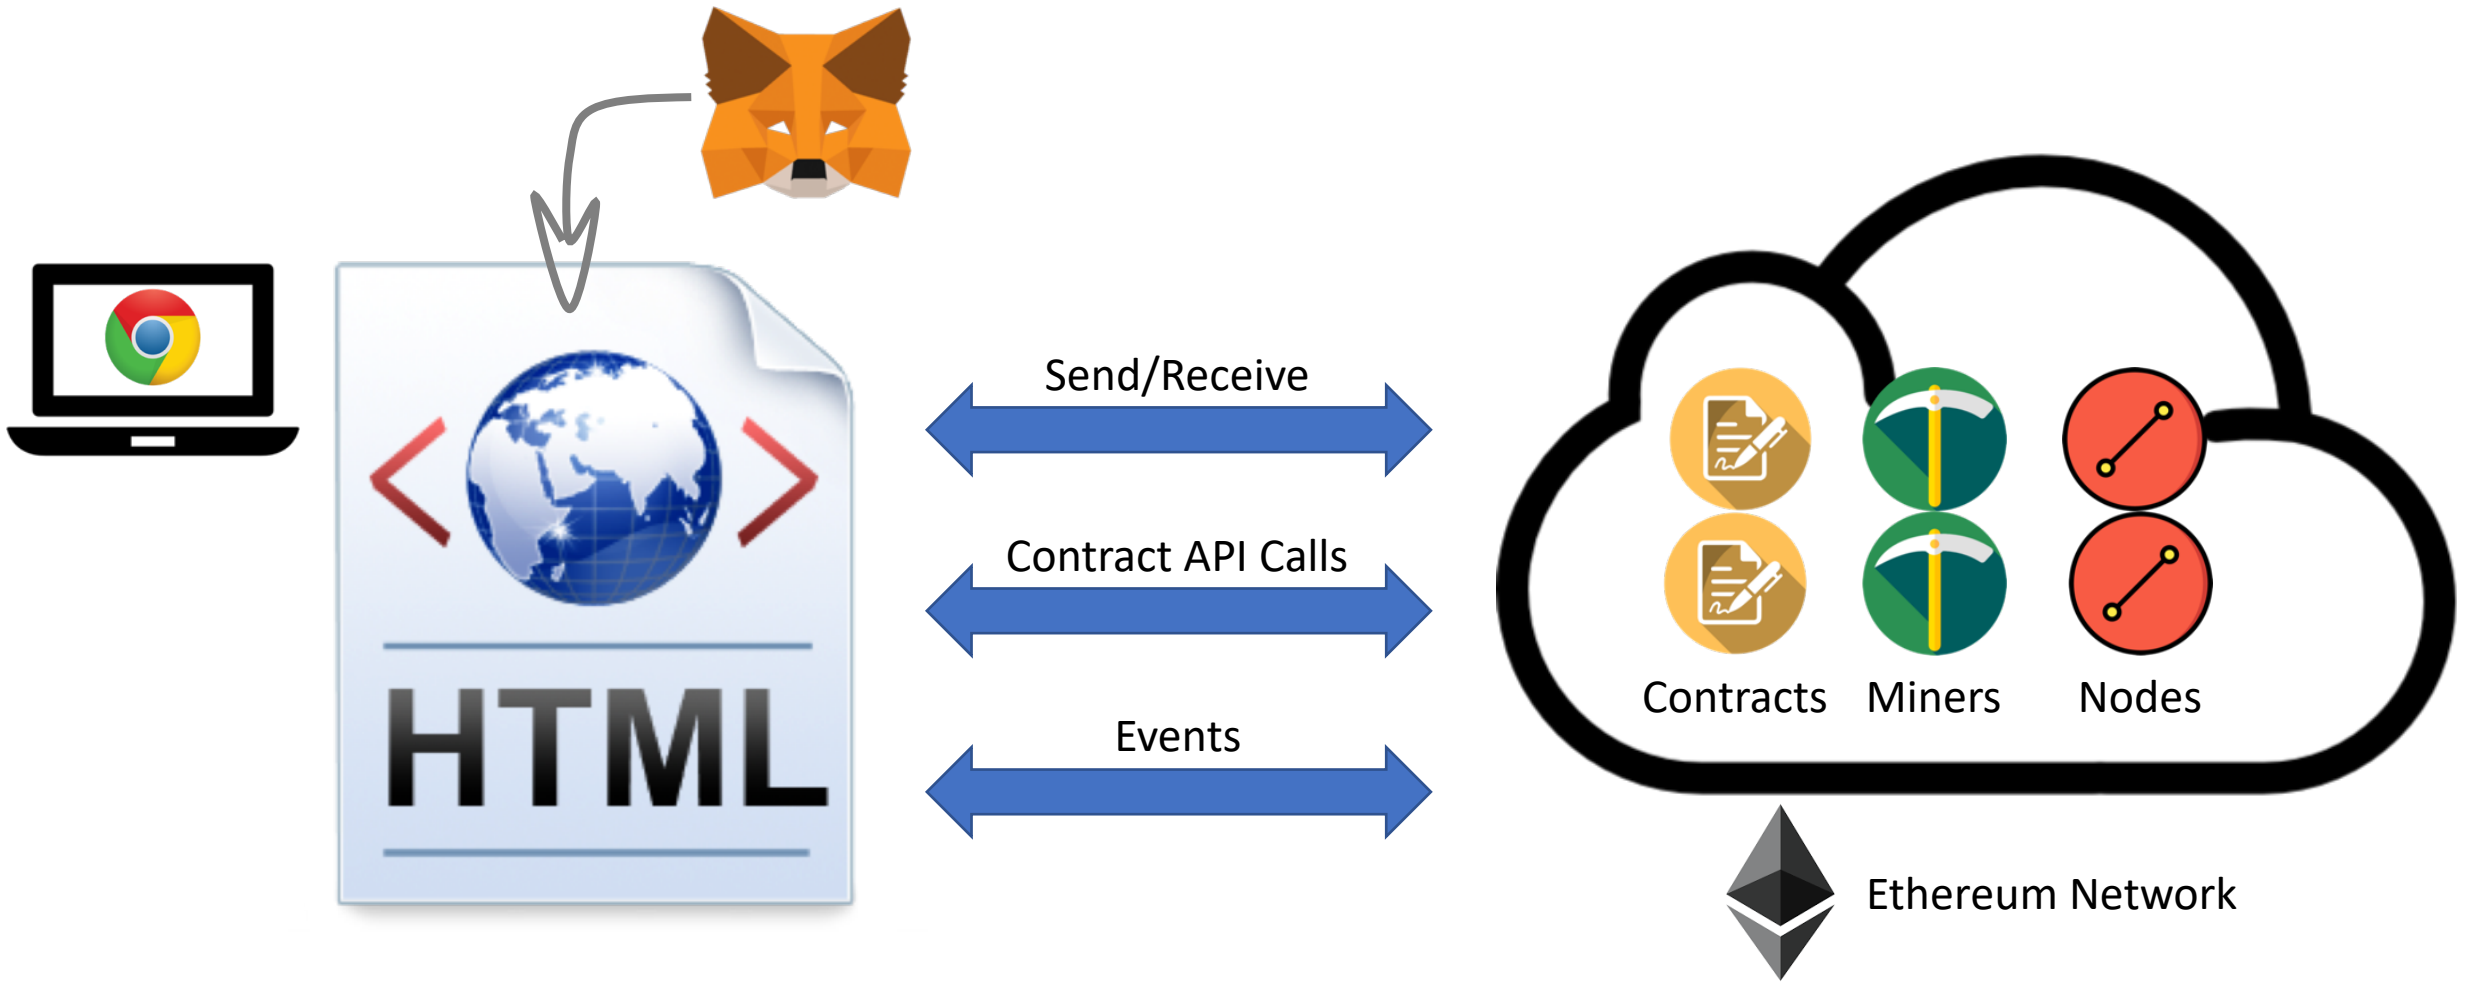 Send/Receive
Contract API Calls
HTML
Events
Contracts Miners Nodes
Ethereum Network